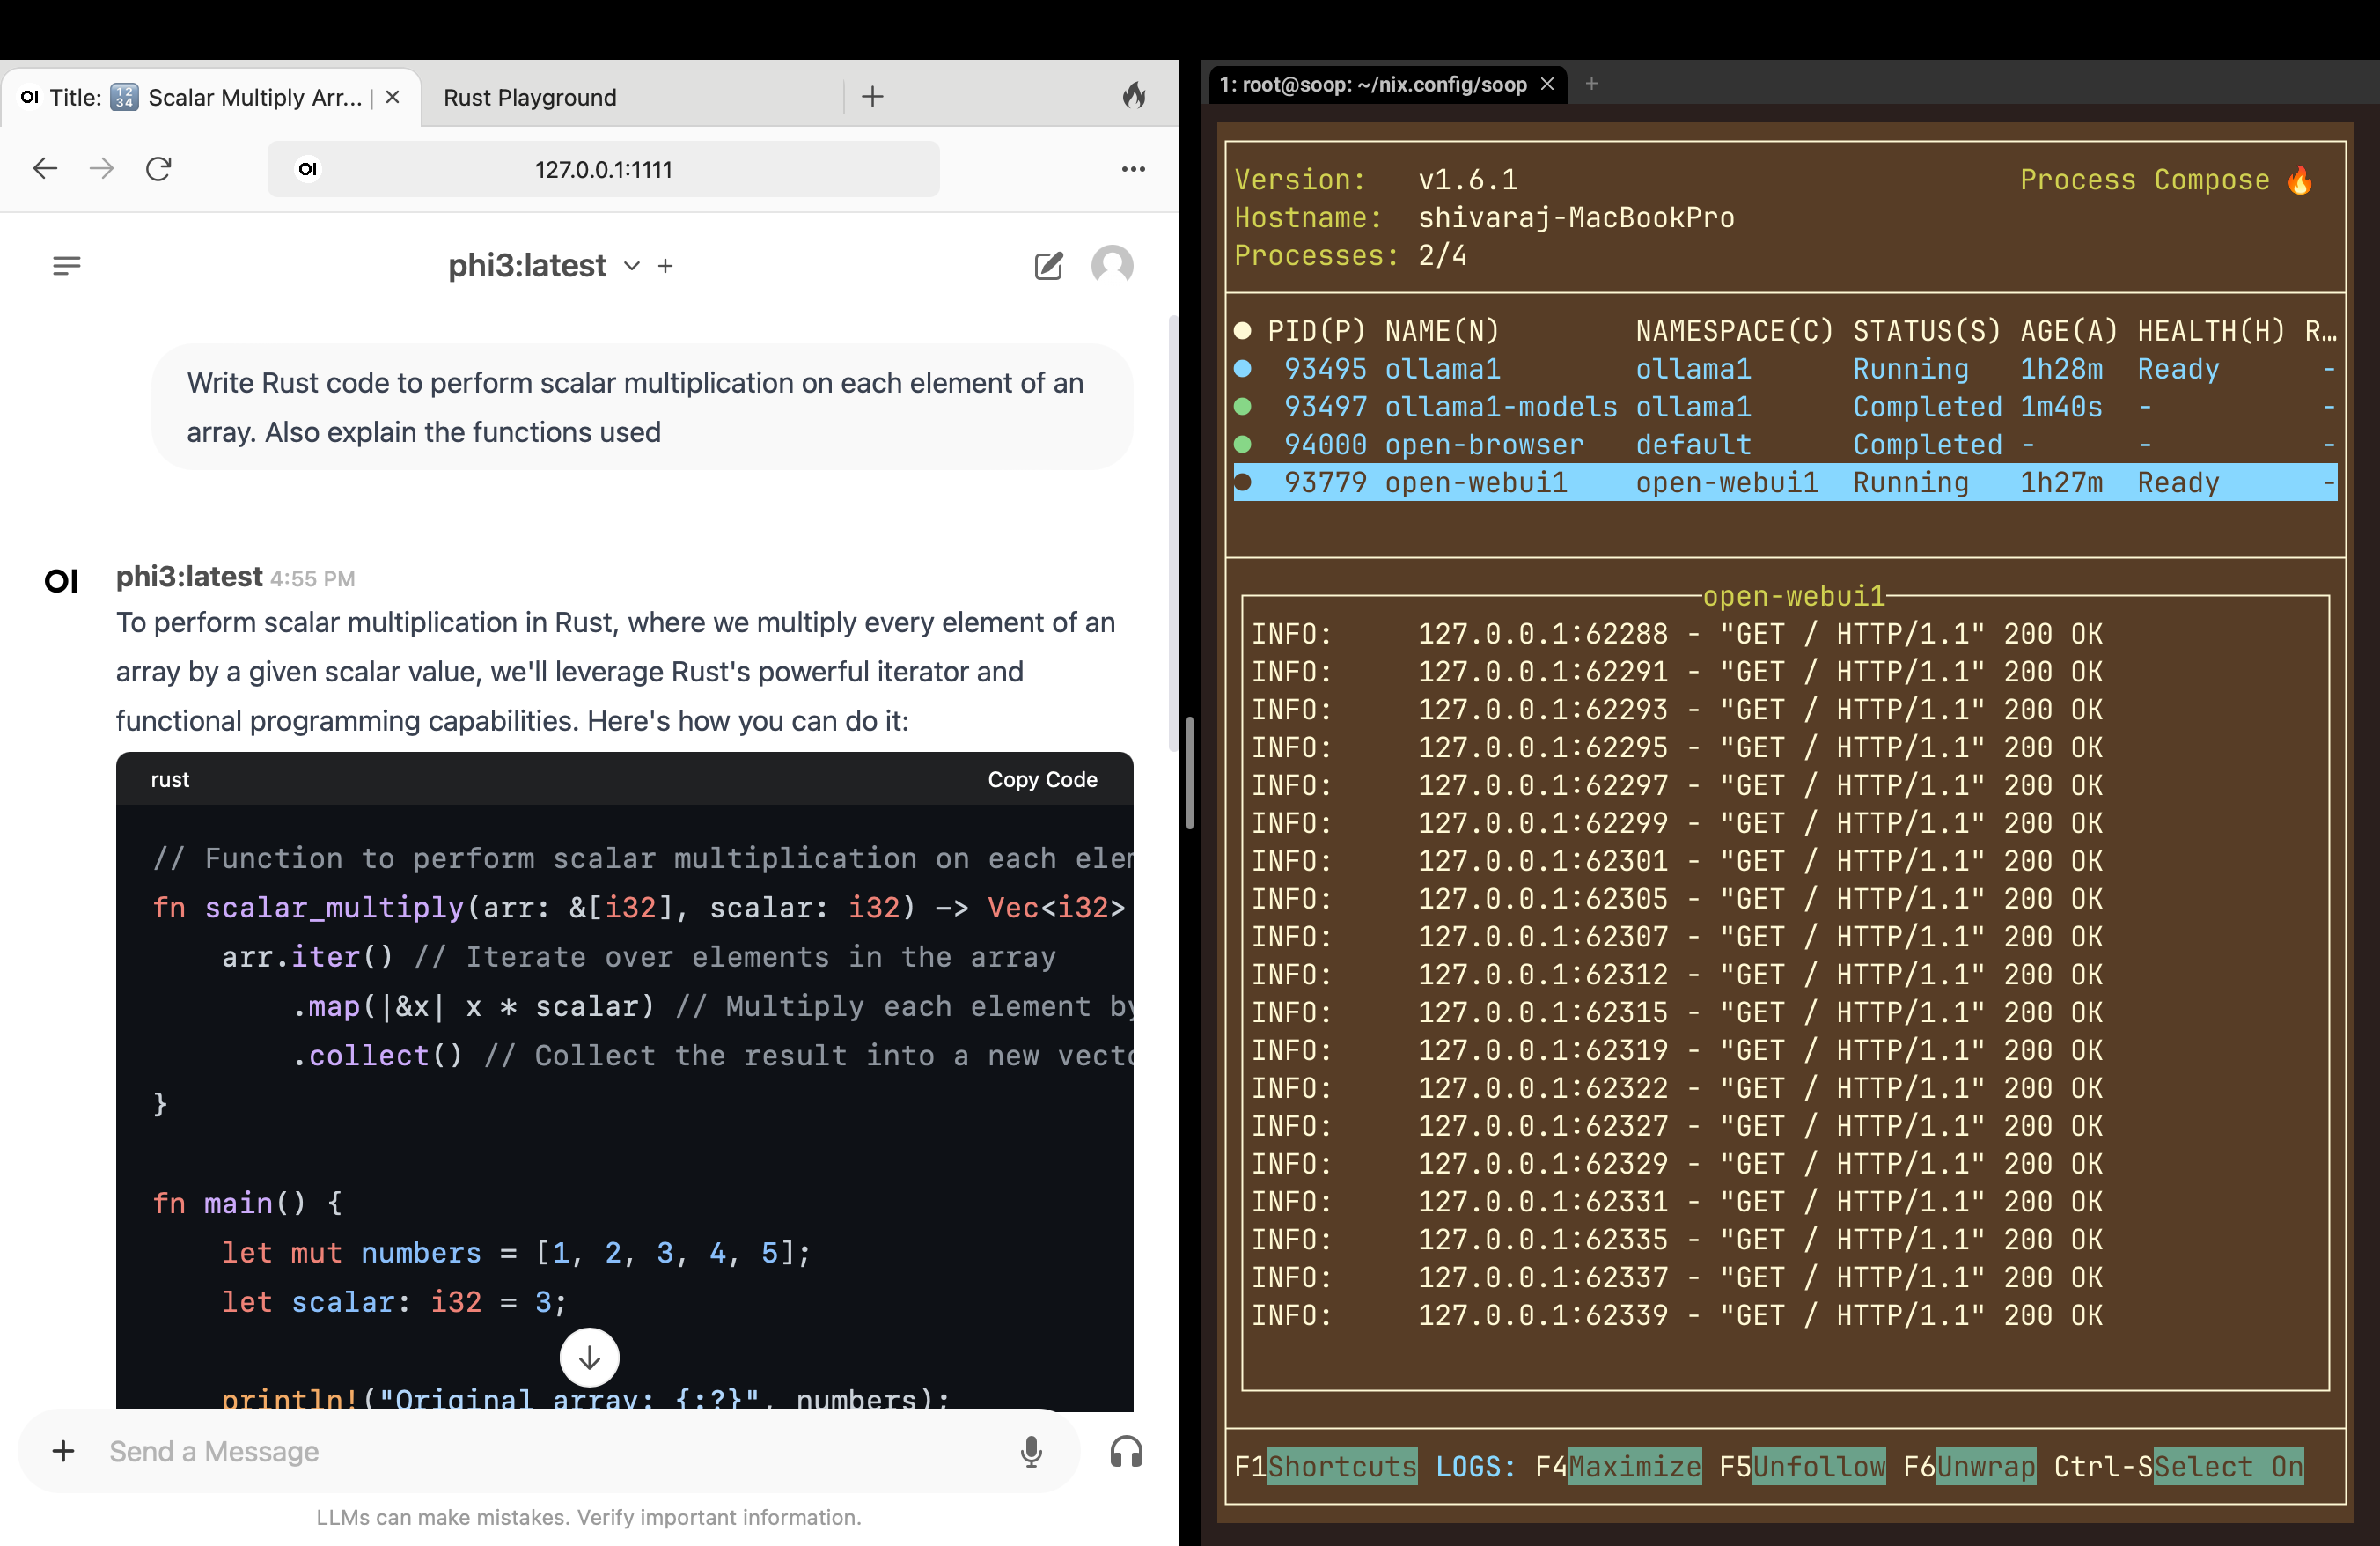 OI Title: 🔢 Scalar Multiply Arr... | ×
Rust Playground
+
OI 127.0.0.1:1111
phi3:latest
+
Write Rust code to perform scalar multiplication on each element of an
array. Also explain the functions used
OI
phi3:latest 4:55 PM
To perform scalar multiplication in Rust, where we multiply every element of an
array by a given scalar value, we'll leverage Rust's powerful iterator and
functional programming capabilities. Here's how you can do it:
rust
Copy Code
// Function to perform scalar multiplication on each elem
fn scalar_multiply(arr: &[i32], scalar: i32) -> Vec<i32>
    arr.iter() // Iterate over elements in the array
        .map(|&x| x * scalar) // Multiply each element by
        .collect() // Collect the result into a new vecto
}
fn main() {
    let mut numbers = [1, 2, 3, 4, 5];
    let scalar: i32 = 3;
    println!("Original array: {:?}", numbers);
+ Send a Message
LLMs can make mistakes. Verify important information.
1: root@soop: ~/nix.config/soop × +
Version: v1.6.1 Process Compose 🔥
Hostname: shivaraj-MacBookPro
Processes: 2/4
● PID(P) NAME(N) NAMESPACE(C) STATUS(S) AGE(A) HEALTH(H) R…
● 93495 ollama1 ollama1 Running 1h28m Ready -
● 93497 ollama1-models ollama1 Completed 1m40s - -
● 94000 open-browser default Completed - - -
● 93779 open-webui1 open-webui1 Running 1h27m Ready -
open-webui1
INFO: 127.0.0.1:62288 - "GET / HTTP/1.1" 200 OK
INFO: 127.0.0.1:62291 - "GET / HTTP/1.1" 200 OK
INFO: 127.0.0.1:62293 - "GET / HTTP/1.1" 200 OK
INFO: 127.0.0.1:62295 - "GET / HTTP/1.1" 200 OK
INFO: 127.0.0.1:62297 - "GET / HTTP/1.1" 200 OK
INFO: 127.0.0.1:62299 - "GET / HTTP/1.1" 200 OK
INFO: 127.0.0.1:62301 - "GET / HTTP/1.1" 200 OK
INFO: 127.0.0.1:62305 - "GET / HTTP/1.1" 200 OK
INFO: 127.0.0.1:62307 - "GET / HTTP/1.1" 200 OK
INFO: 127.0.0.1:62312 - "GET / HTTP/1.1" 200 OK
INFO: 127.0.0.1:62315 - "GET / HTTP/1.1" 200 OK
INFO: 127.0.0.1:62319 - "GET / HTTP/1.1" 200 OK
INFO: 127.0.0.1:62322 - "GET / HTTP/1.1" 200 OK
INFO: 127.0.0.1:62327 - "GET / HTTP/1.1" 200 OK
INFO: 127.0.0.1:62329 - "GET / HTTP/1.1" 200 OK
INFO: 127.0.0.1:62331 - "GET / HTTP/1.1" 200 OK
INFO: 127.0.0.1:62335 - "GET / HTTP/1.1" 200 OK
INFO: 127.0.0.1:62337 - "GET / HTTP/1.1" 200 OK
INFO: 127.0.0.1:62339 - "GET / HTTP/1.1" 200 OK
F1Shortcuts LOGS: F4Maximize F5Unfollow F6Unwrap Ctrl-SSelect On